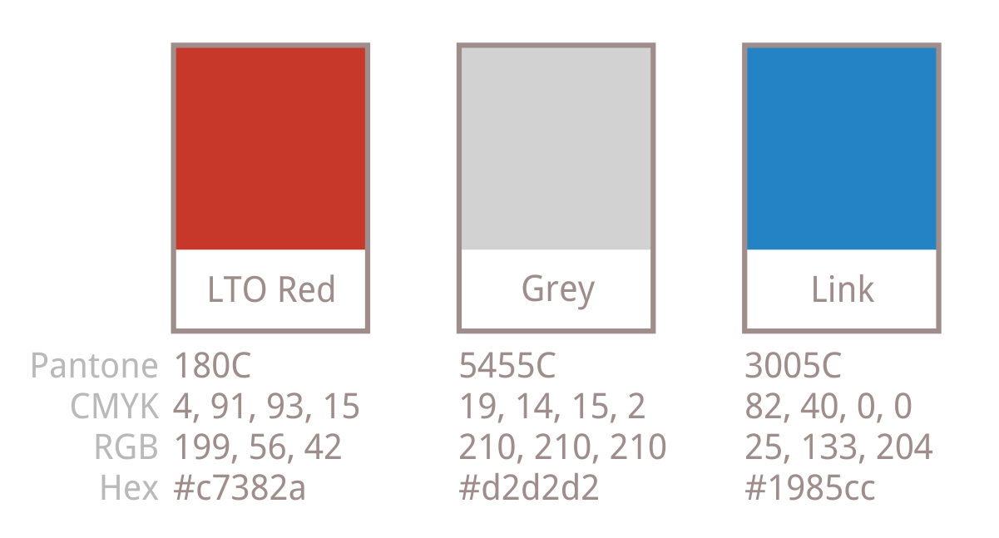 LTO Red Grey Link
Pantone 180C 5455C 3005C
CMYK 4, 91, 93, 15 19, 14, 15, 2 82, 40, 0, 0
RGB 199, 56, 42 210, 210, 210 25, 133, 204
Hex #c7382a #d2d2d2 #1985cc